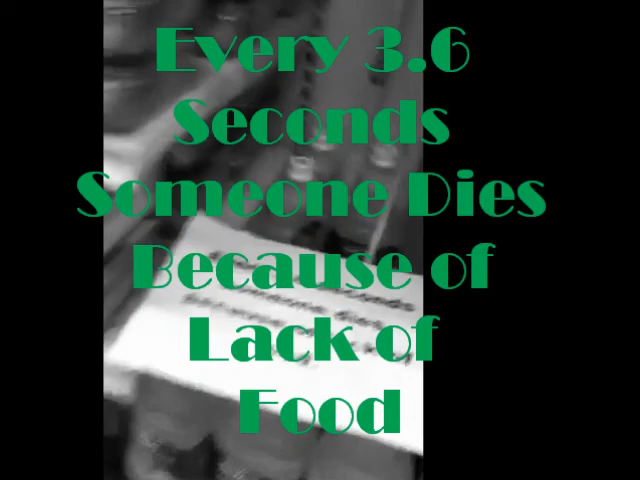 Every 3.6
Seconds
Someone Dies
Because of
Lack of
Food